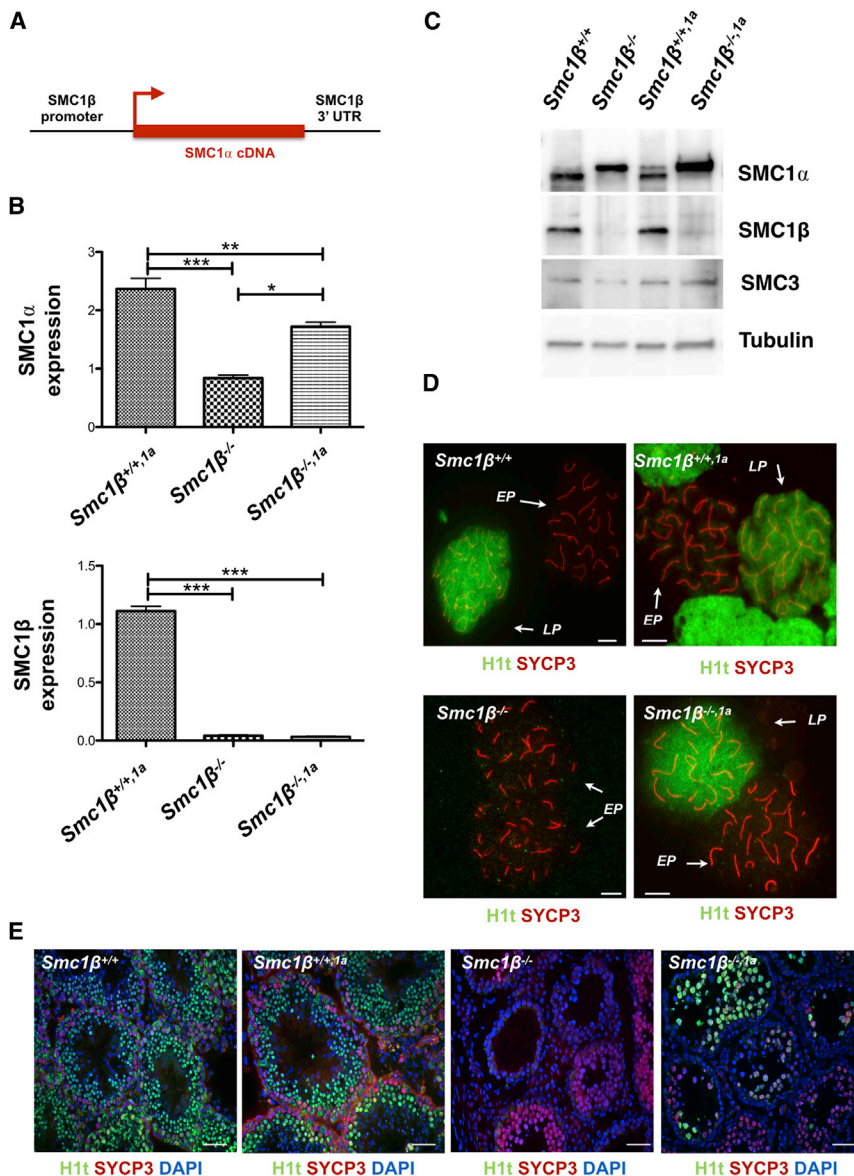 A
SMC1β promoter
SMC1β 3' UTR
SMC1α cDNA
B
SMC1α expression
3
2
1
0
**
***
*
Smc1β+/+,1a
Smc1β-/-
Smc1β-/-,1a
SMC1β expression
1.5
1.0
0.5
0.0
***
***
Smc1β+/+,1a
Smc1β-/-
Smc1β-/-,1a
C
Smc1β+/+
Smc1β-/-
Smc1β+/+,1a
Smc1β-/-,1a
SMC1α
SMC1β
SMC3
Tubulin
D
Smc1β+/+
EP
LP
H1t SYCP3
Smc1β+/+,1a
LP
EP
H1t SYCP3
Smc1β-/-
EP
H1t SYCP3
Smc1β-/-,1a
LP
EP
H1t SYCP3
E
Smc1β+/+
Smc1β+/+,1a
Smc1β-/-
Smc1β-/-,1a
H1t SYCP3 DAPI
H1t SYCP3 DAPI
H1t SYCP3 DAPI
H1t SYCP3 DAPI